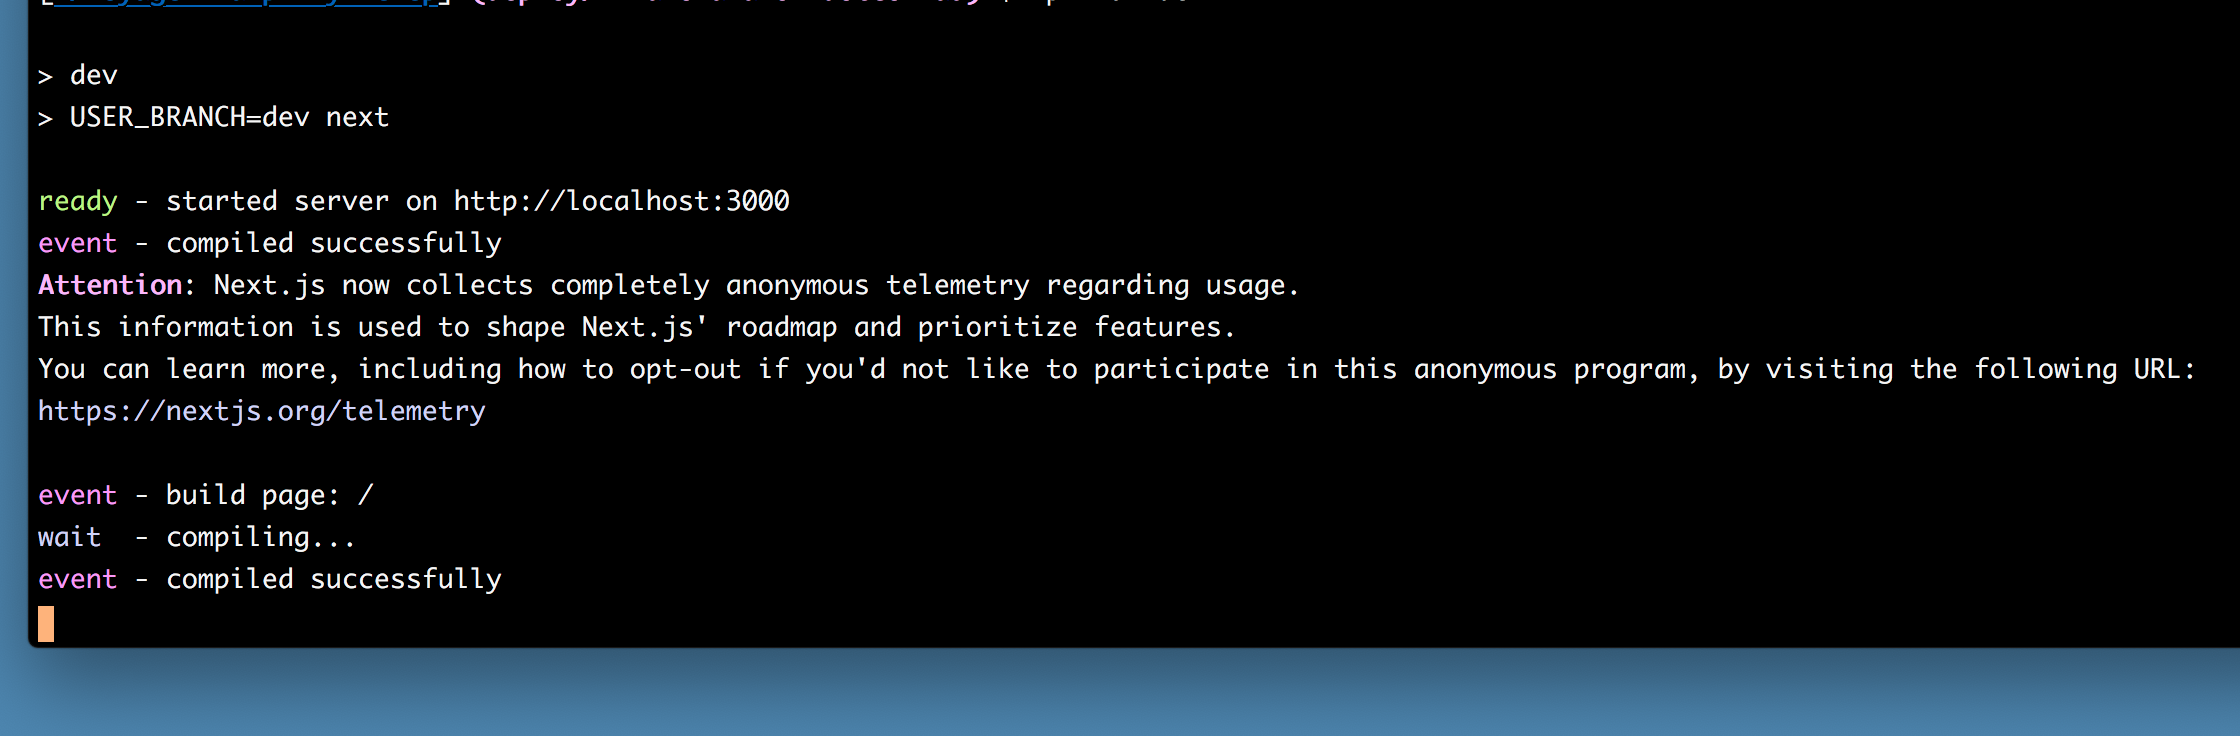 > dev
> USER_BRANCH=dev next
ready - started server on http://localhost:3000
event - compiled successfully
Attention: Next.js now collects completely anonymous telemetry regarding usage.
This information is used to shape Next.js' roadmap and prioritize features.
You can learn more, including how to opt-out if you'd not like to participate in this anonymous program, by visiting the following URL:
https://nextjs.org/telemetry
event - build page: /
wait  - compiling...
event - compiled successfully